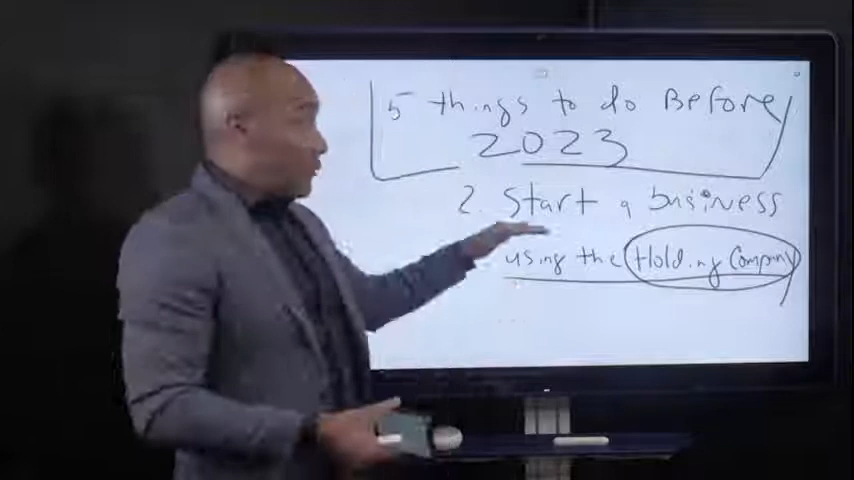 5 things to do Before
2023
2. Start a business
using the Holding Company